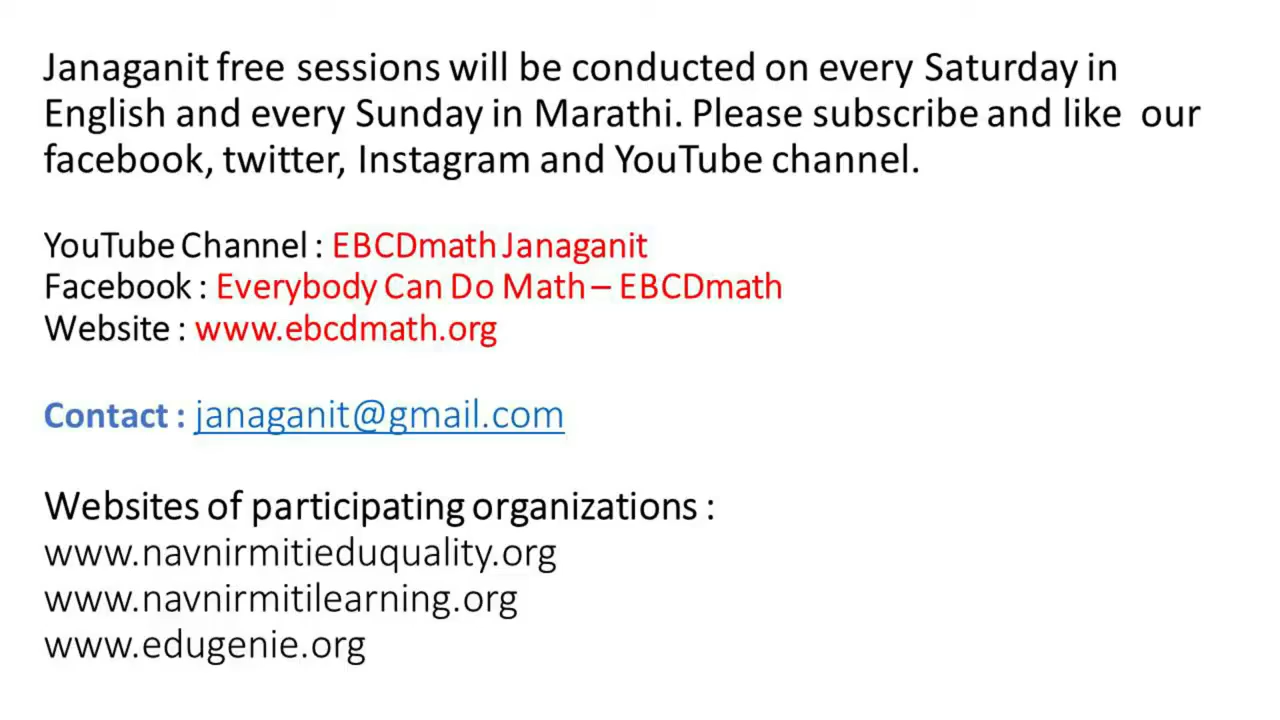 Janaganit free sessions will be conducted on every Saturday in
English and every Sunday in Marathi. Please subscribe and like our
facebook, twitter, Instagram and YouTube channel.
YouTube Channel : EBCDmath Janaganit
Facebook : Everybody Can Do Math – EBCDmath
Website : www.ebcdmath.org
Contact : janaganit@gmail.com
Websites of participating organizations :
www.navnirmitieduquality.org
www.navnirmitilearning.org
www.edugenie.org